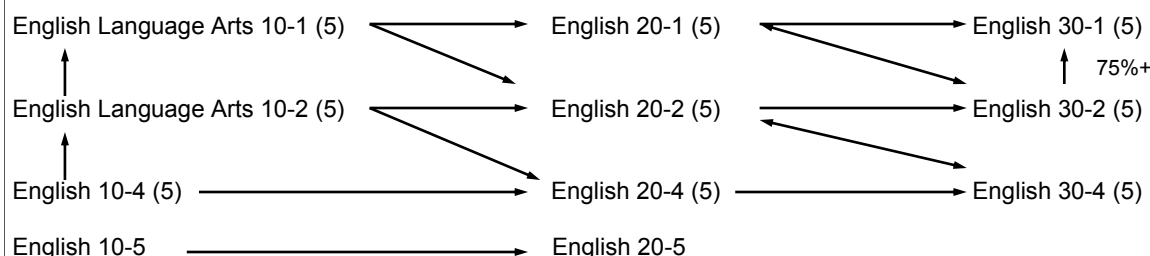 English Language Arts 10-1 (5) English 20-1 (5) English 30-1 (5)
75%+
English Language Arts 10-2 (5) English 20-2 (5) English 30-2 (5)
English 10-4 (5) English 20-4 (5) English 30-4 (5)
English 10-5 English 20-5